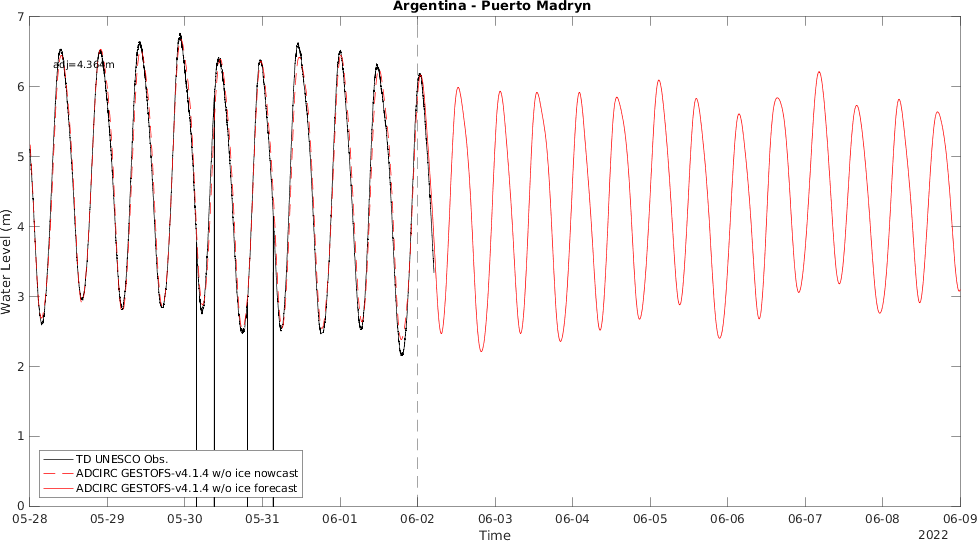 Argentina - Puerto Madryn
7
adj=4.364m
6
5
4
3
2
1
0
Water Level (m)
TD UNESCO Obs.
ADCIRC GESTOFS-v4.1.4 w/o ice nowcast
ADCIRC GESTOFS-v4.1.4 w/o ice forecast
05-28 05-29 05-30 05-31 06-01 06-02 06-03 06-04 06-05 06-06 06-07 06-08 06-09
Time
2022